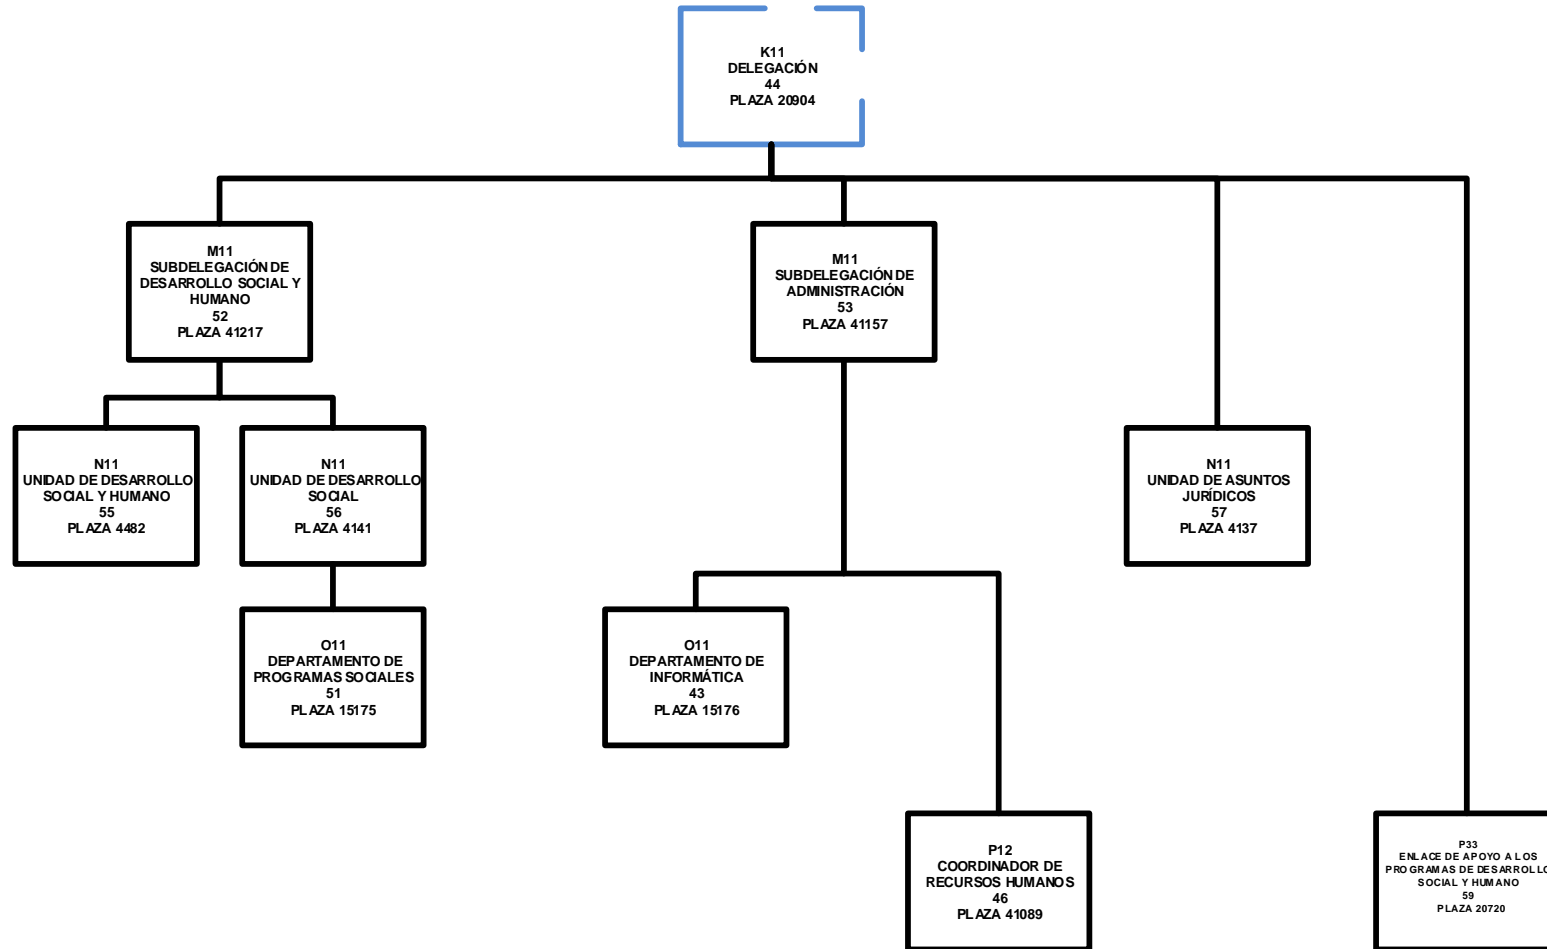 K11
DELEGACIÓN
44
PLAZA 20904
M11
SUBDELEGACIÓN DE
DESARROLLO SOCIAL Y
HUMANO
52
PLAZA 41217
M11
SUBDELEGACIÓN DE
ADMINISTRACIÓN
53
PLAZA 41157
N11
UNIDAD DE DESARROLLO
SOCIAL Y HUMANO
55
PLAZA 4482
N11
UNIDAD DE DESARROLLO
SOCIAL
56
PLAZA 4141
N11
UNIDAD DE ASUNTOS
JURÍDICOS
57
PLAZA 4137
O11
DEPARTAMENTO DE
PROGRAMAS SOCIALES
51
PLAZA 15175
O11
DEPARTAMENTO DE
INFORMÁTICA
43
PLAZA 15176
P12
COORDINADOR DE
RECURSOS HUMANOS
46
PLAZA 41089
P33
ENLACE DE APOYO A LOS
PROGRAMAS DE DESARROLLO
SOCIAL Y HUMANO
59
PLAZA 20720